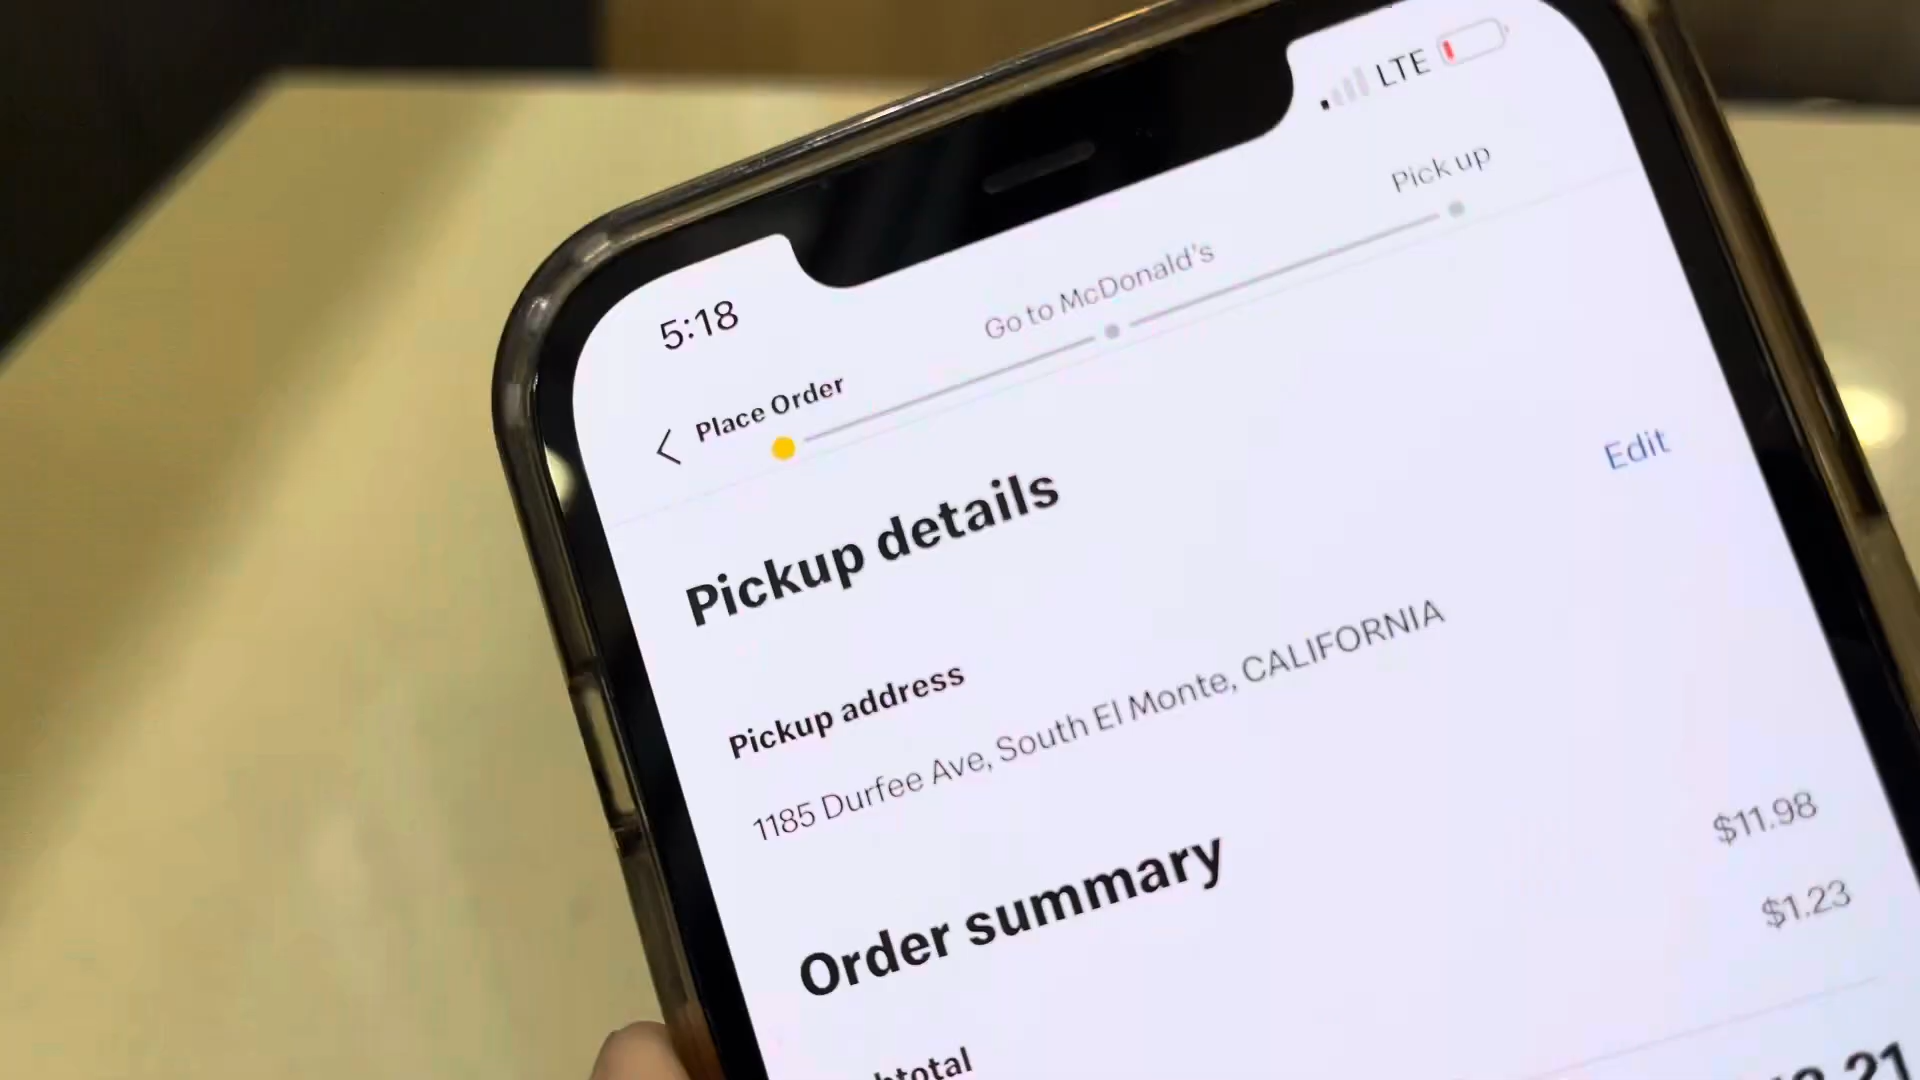 5:18
LTE
Place Order
Go to McDonald's
Pick up
Pickup details
Edit
Pickup address
1185 Durfee Ave, South El Monte, CALIFORNIA
Order summary
$11.98
$1.23